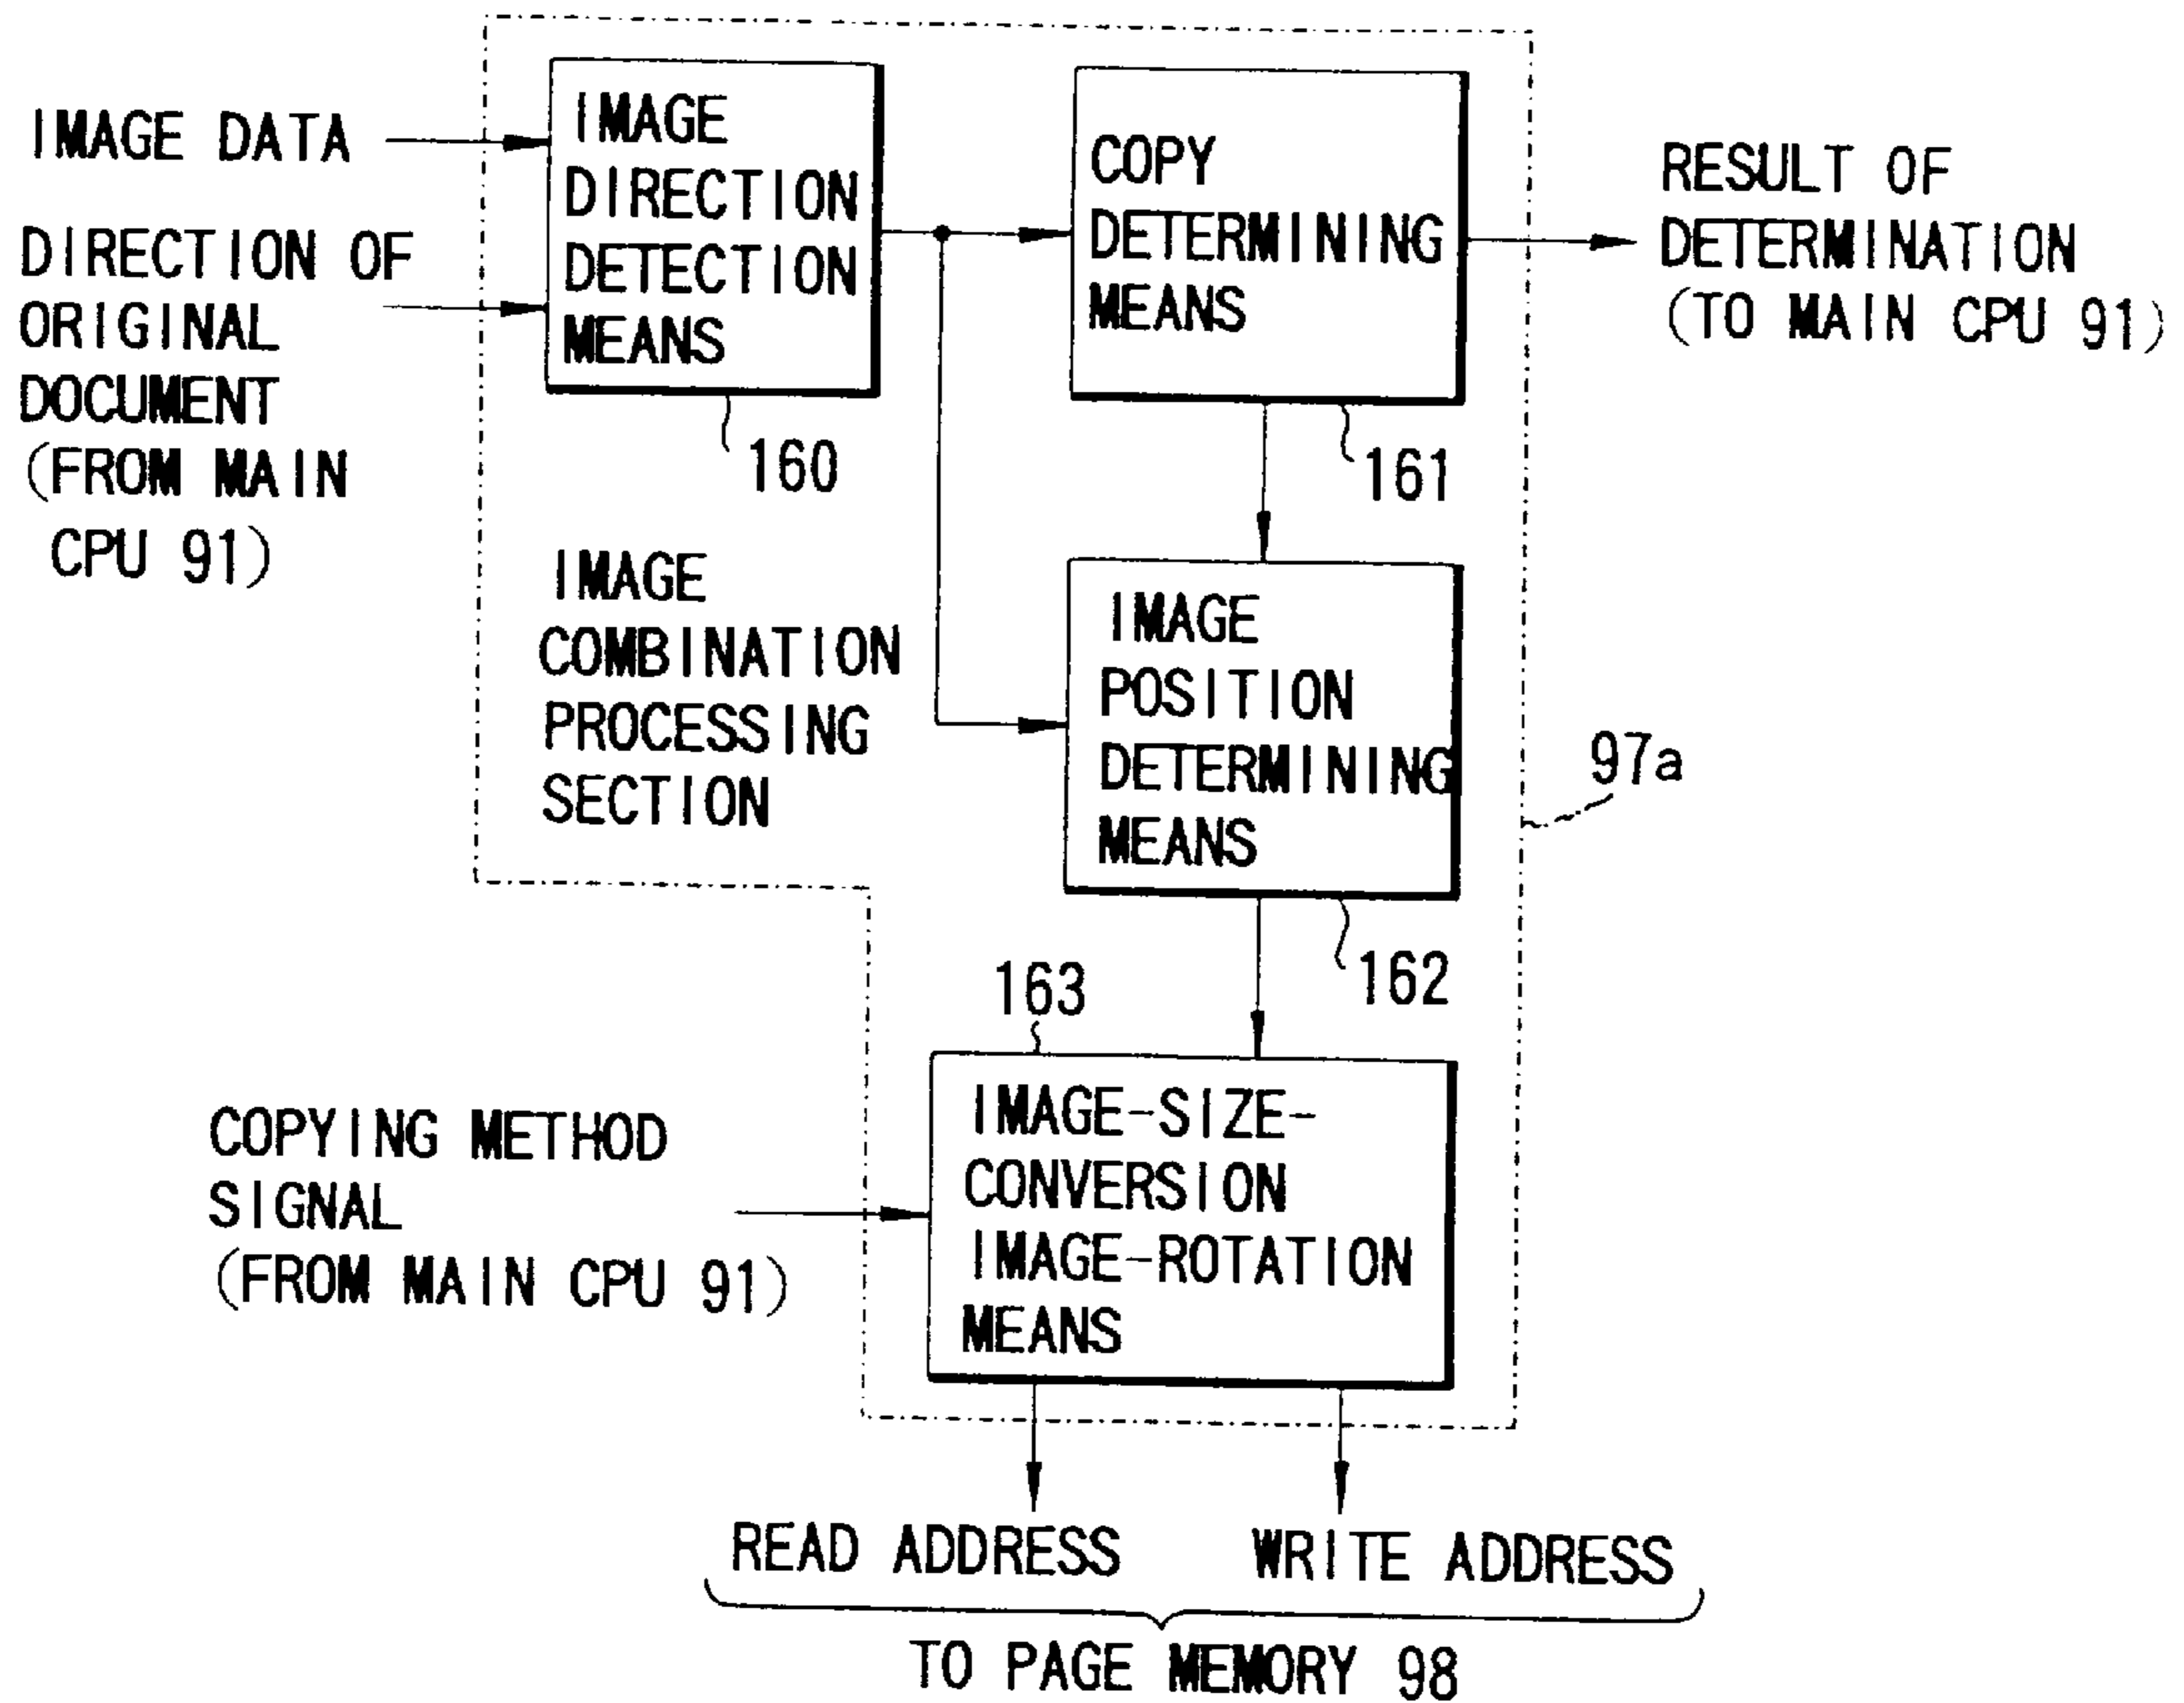 IMAGE DATA
DIRECTION OF
ORIGINAL
DOCUMENT
(FROM MAIN
CPU 91)
IMAGE
DIRECTION
DETECTION
MEANS
160
COPY
DETERMINING
MEANS
161
RESULT OF
DETERMINATION
(TO MAIN CPU 91)
IMAGE
COMBINATION
PROCESSING
SECTION
IMAGE
POSITION
DETERMINING
MEANS
162
97a
163
IMAGE-SIZE-
CONVERSION
IMAGE-ROTATION
MEANS
COPYING METHOD
SIGNAL
(FROM MAIN CPU 91)
READ ADDRESS
WRITE ADDRESS
TO PAGE MEMORY 98